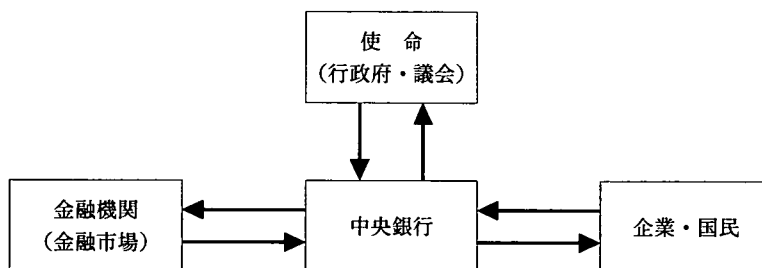 使 命
(行政府・議会)
金融機関
(金融市場)
中央銀行
企業・国民